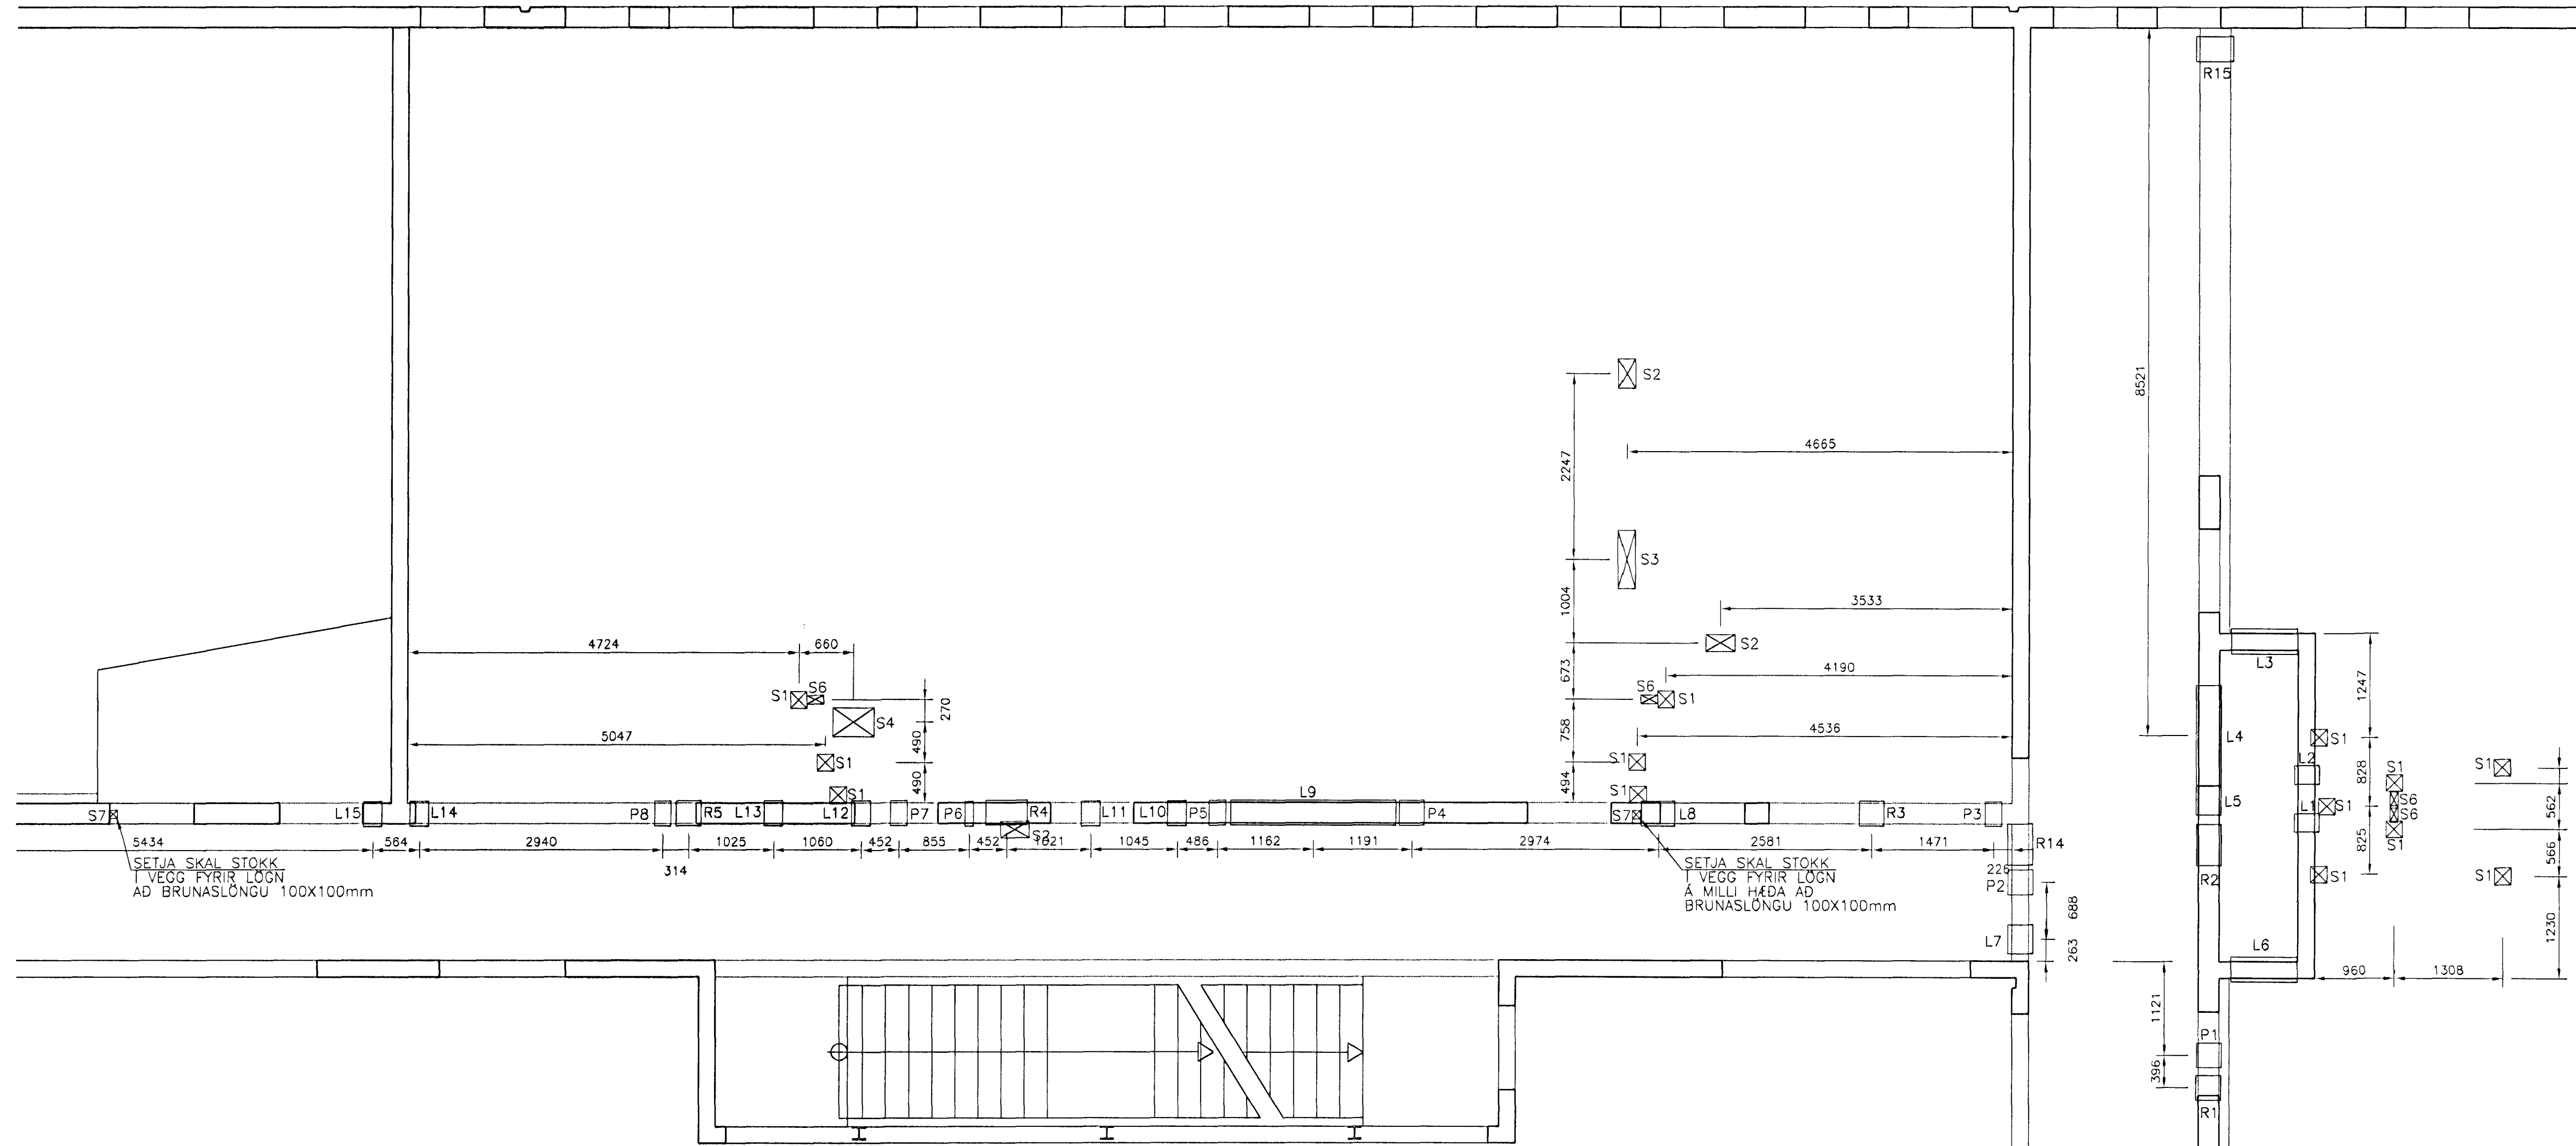 R15
8521
S2
4665
2247
S3
1004
3533
S2
673
4190
S6
S1
758
4536
S1
494
S1
4724
660
S1
S6
270
S4
490
5047
S1
490
S1
S7
L15
L14
P8
R5
L13
L12
P7
P6
R4
L11
L10
P5
L9
P4
S7
L8
R3
P3
S2
5434
564
2940
314
1025
1060
452
855
452
1621
1045
486
1162
1191
2974
2581
1471
226
R14
P2
688
L7
263
SETJA SKAL STOKK
Í VEGG FYRIR LÖGN
AÐ BRUNASLÖNGU 100X100mm
SETJA SKAL STOKK
Í VEGG FYRIR LÖGN
Á MILLI HÆÐA AÐ
BRUNASLÖNGU 100X100mm
L3
1247
L4
S1
L2
828
S1
S1
L5
L1
S1
S6
S6
562
825
S1
R2
S1
566
S1
L6
960
1308
1230
1121
P1
396
R1